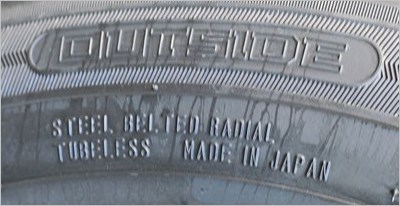 OUTSIDE
STEEL BELTED RADIAL
TUBELESS MADE IN JAPAN